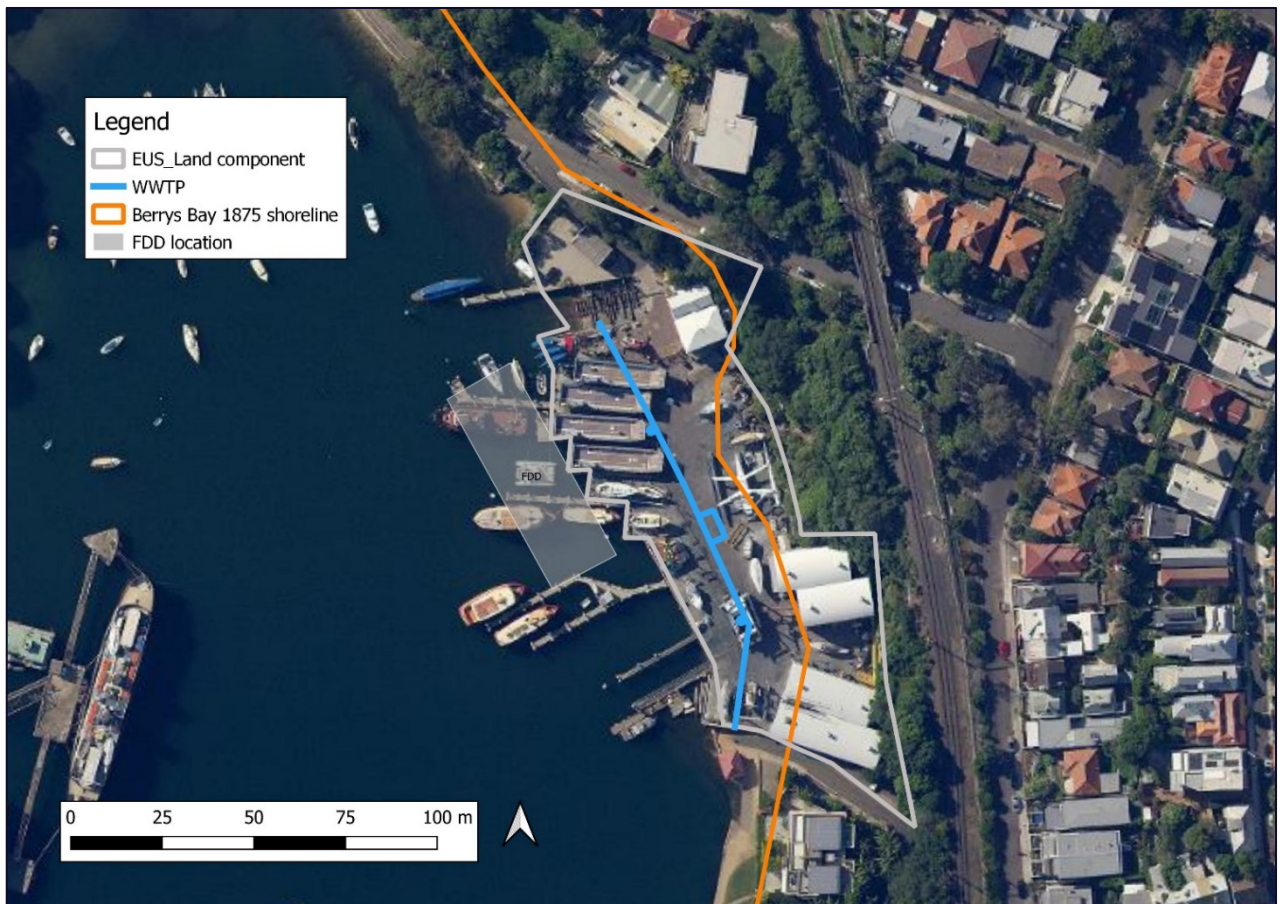 Legend
EUS_Land component
WWTP
Berrys Bay 1875 shoreline
FDD location
FDD
0 25 50 75 100 m